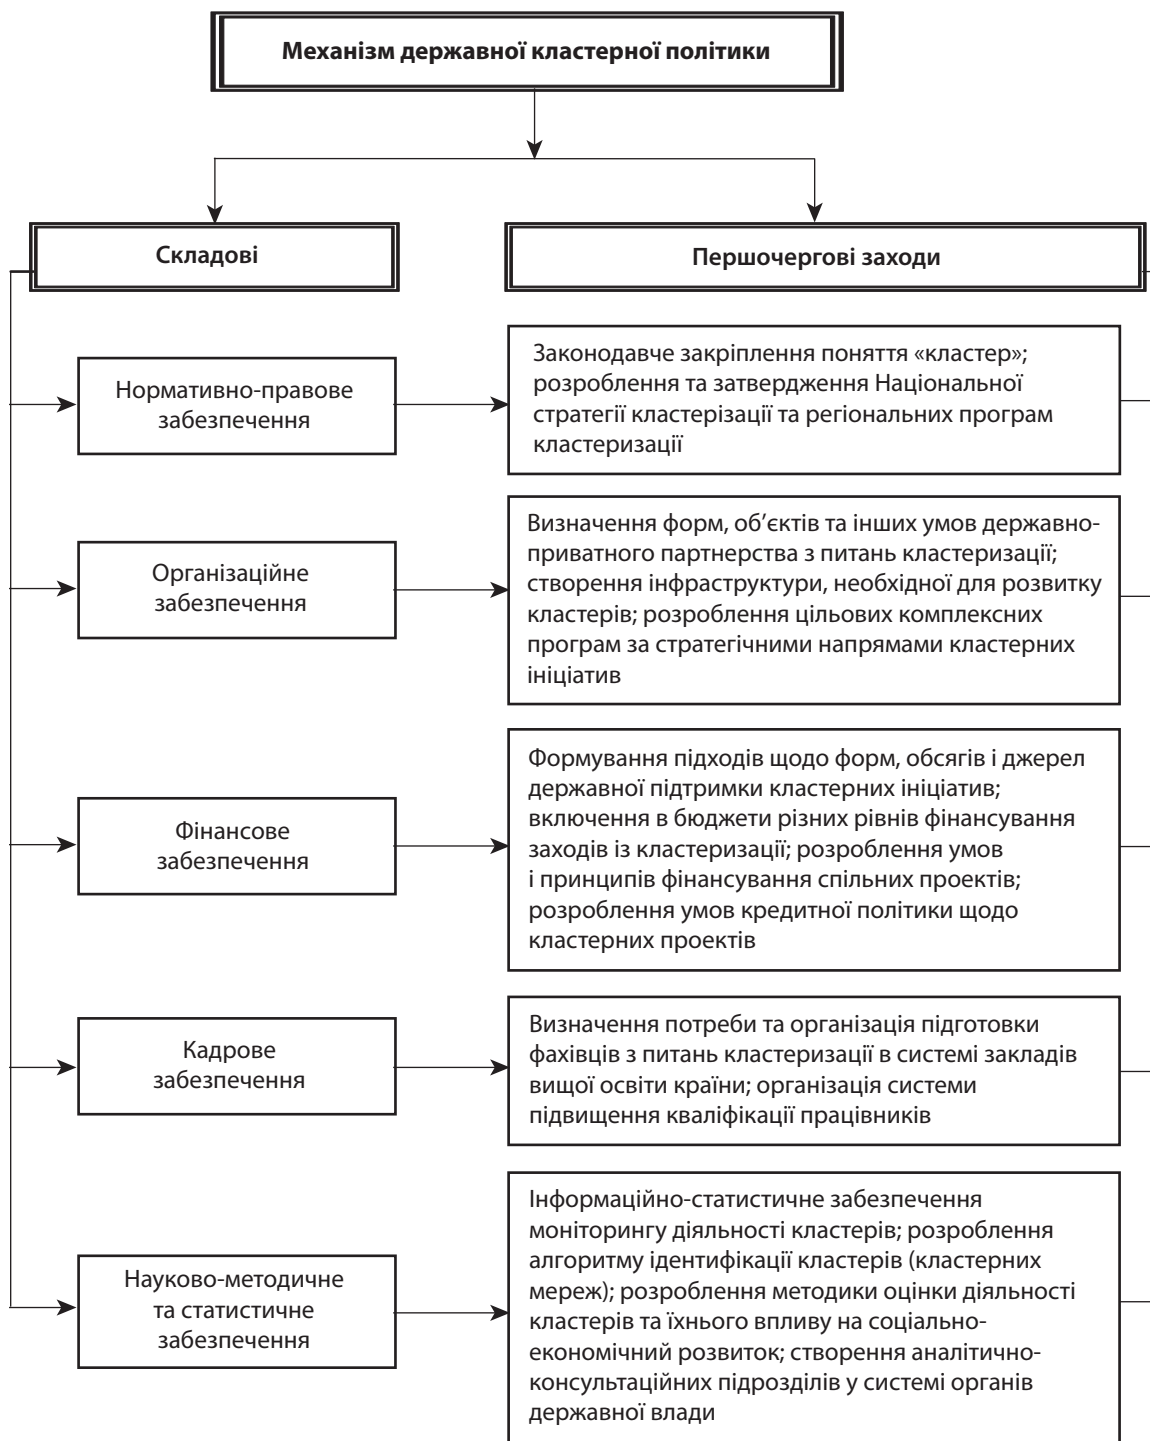 Механізм державної кластерної політики
Складові
Першочергові заходи
Нормативно-правове
забезпечення
Законодавче закріплення поняття «кластер»;
розроблення та затвердження Національної
стратегії кластерізації та регіональних програм
кластеризації
Організаційне
забезпечення
Визначення форм, об’єктів та інших умов державно-
приватного партнерства з питань кластеризації;
створення інфраструктури, необхідної для розвитку
кластерів; розроблення цільових комплексних
програм за стратегічними напрямами кластерних
ініціатив
Фінансове
забезпечення
Формування підходів щодо форм, обсягів і джерел
державної підтримки кластерних ініціатив;
включення в бюджети різних рівнів фінансування
заходів із кластеризації; розроблення умов
і принципів фінансування спільних проектів;
розроблення умов кредитної політики щодо
кластерних проектів
Кадрове
забезпечення
Визначення потреби та організація підготовки
фахівців з питань кластеризації в системі закладів
вищої освіти країни; організація системи
підвищення кваліфікації працівників
Науково-методичне
та статистичне
забезпечення
Інформаційно-статистичне забезпечення
моніторингу діяльності кластерів; розроблення
алгоритму ідентифікації кластерів (кластерних
мереж); розроблення методики оцінки діяльності
кластерів та їхнього впливу на соціально-
економічний розвиток; створення аналітично-
консультаційних підрозділів у системі органів
державної влади